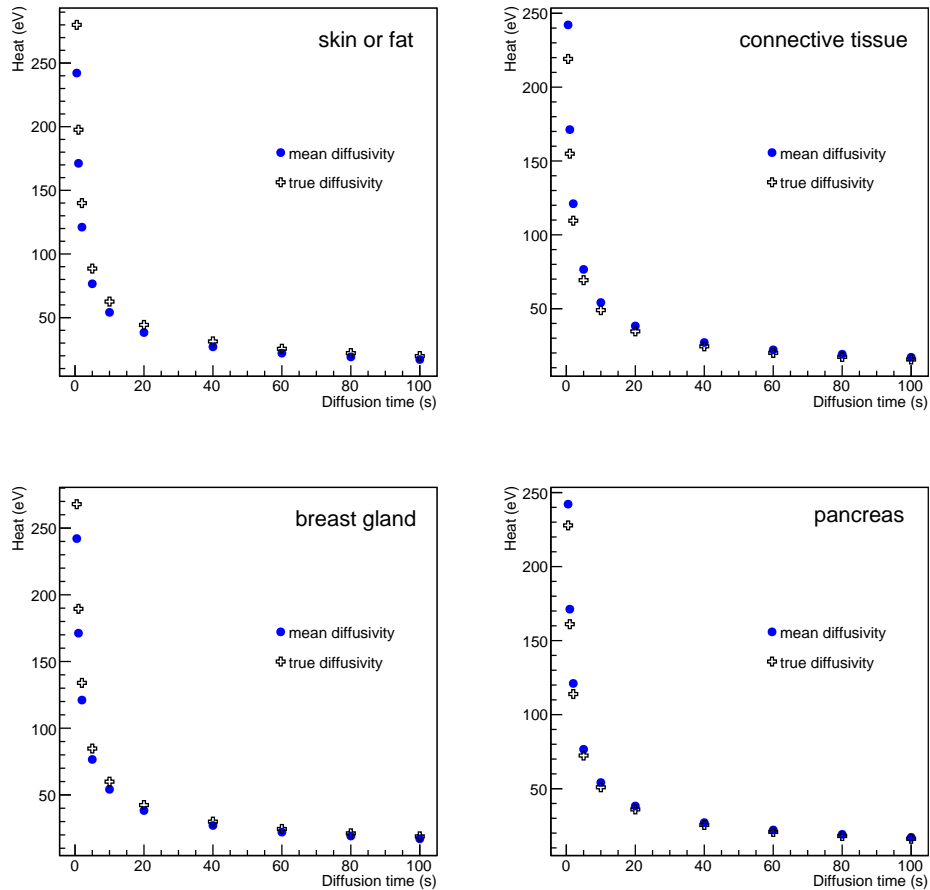 Heat (eV)
skin or fat
250
200
150
100
50
mean diffusivity
true diffusivity
0 20 40 60 80 100
Diffusion time (s)
Heat (eV)
connective tissue
250
200
150
100
50
mean diffusivity
true diffusivity
0 20 40 60 80 100
Diffusion time (s)
Heat (eV)
breast gland
250
200
150
100
50
mean diffusivity
true diffusivity
0 20 40 60 80 100
Diffusion time (s)
Heat (eV)
pancreas
250
200
150
100
50
mean diffusivity
true diffusivity
0 20 40 60 80 100
Diffusion time (s)